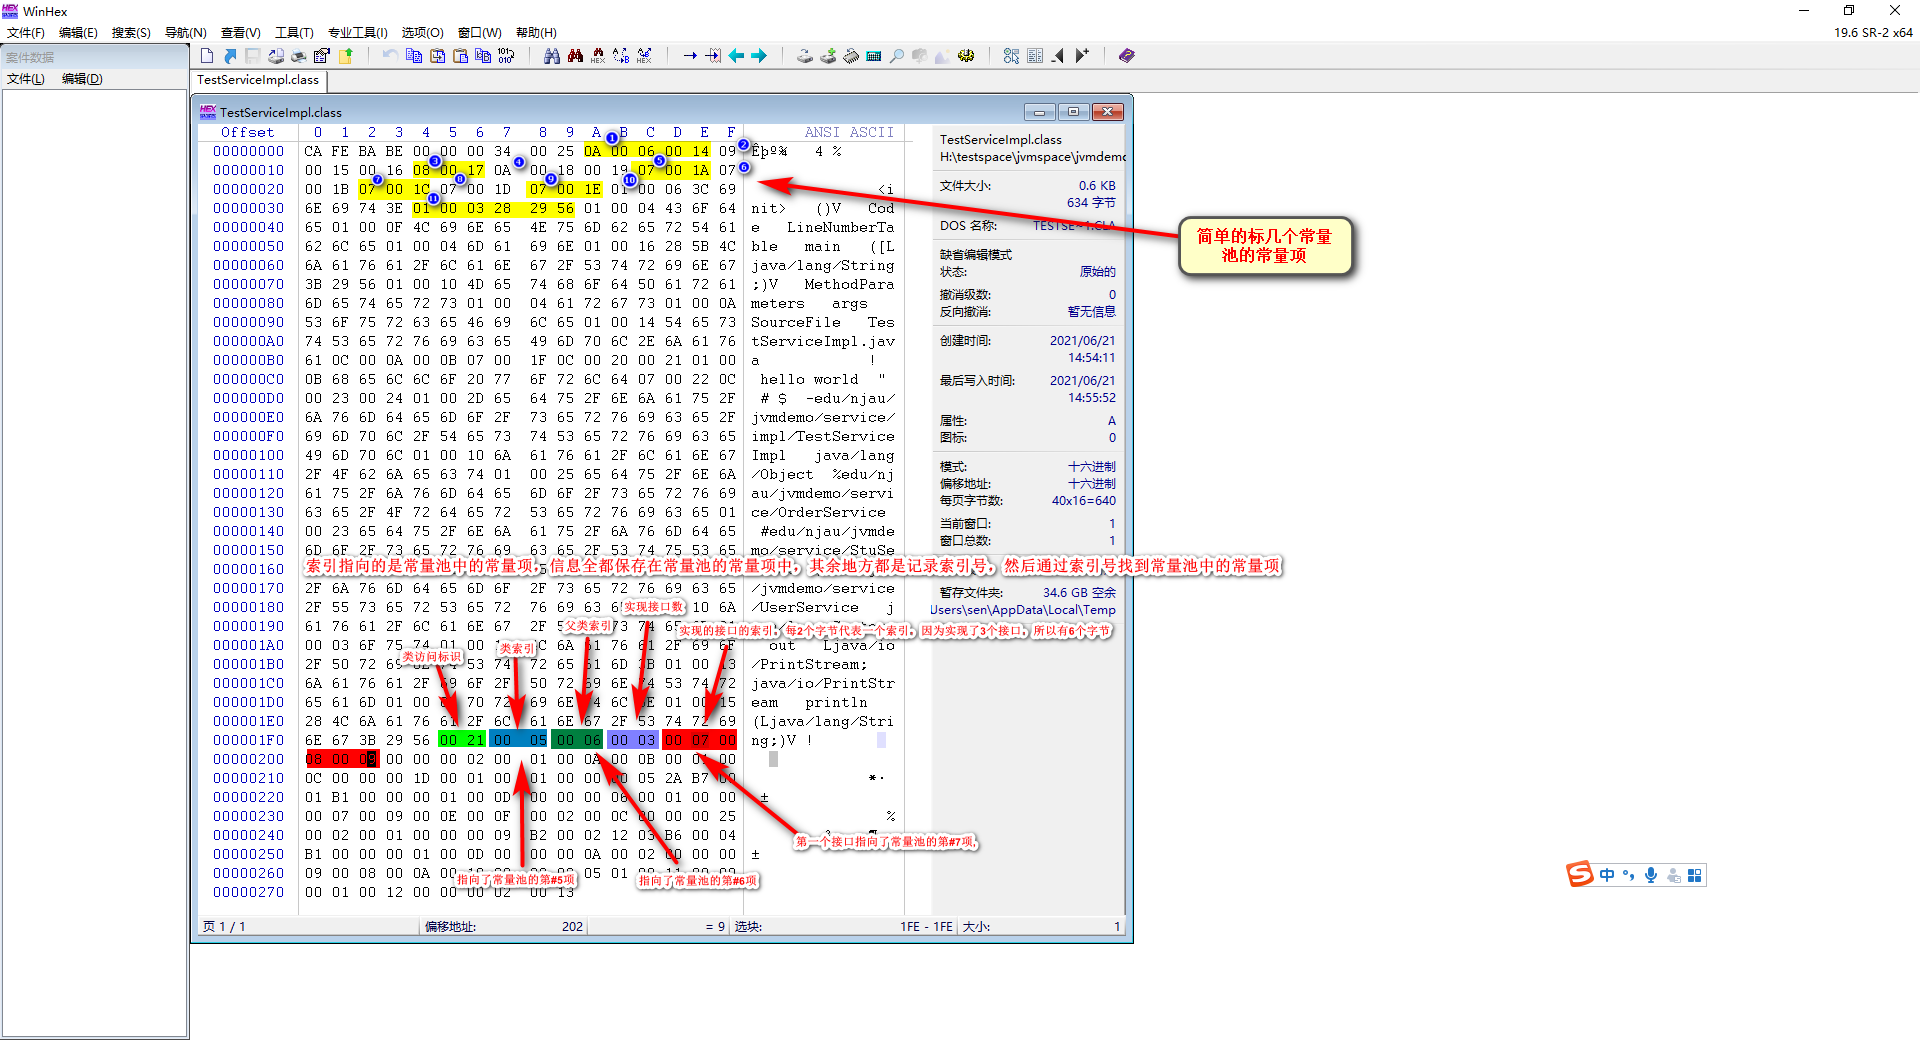 WinHex
文件(F) 编辑(E) 搜索(S) 导航(N) 查看(V) 工具(T) 专业工具(I) 选项(O) 窗口(W) 帮助(H)
19.6 SR-2 x64
案件数据
文件(L) 编辑(D)
TestServiceImpl.class
TestServiceImpl.class
Offset 0 1 2 3 4 5 6 7 8 9 A B C D E F ANSI ASCII
00000000 CA FE BA BE 00 00 00 34 00 25 0A 00 06 00 14 09 Êþº¾ 4 %
00000010 00 15 00 16 08 00 17 0A 00 18 00 19 07 00 1A 07
00000020 00 1B 07 00 1C 07 00 1D 07 00 1E 01 00 06 3C 69 <i
00000030 6E 69 74 3E 01 00 03 28 29 56 01 00 04 43 6F 64 nit> ()V Cod
00000040 65 01 00 0F 4C 69 6E 65 4E 75 6D 62 65 72 54 61 e LineNumberTa
00000050 62 6C 65 01 00 04 6D 61 69 6E 01 00 16 28 5B 4C ble main ([L
00000060 6A 61 76 61 2F 6C 61 6E 67 2F 53 74 72 69 6E 67 java/lang/String
00000070 3B 29 56 01 00 10 4D 65 74 68 6F 64 50 61 72 61 ;)V MethodPara
00000080 6D 65 74 65 72 73 01 00 04 61 72 67 73 01 00 0A meters args
00000090 53 6F 75 72 63 65 46 69 6C 65 01 00 14 54 65 73 SourceFile Tes
000000A0 74 53 65 72 76 69 63 65 49 6D 70 6C 2E 6A 61 76 tServiceImpl.jav
000000B0 61 0C 00 0A 00 0B 07 00 1F 0C 00 20 00 21 01 00 a !
000000C0 0B 68 65 6C 6C 6F 20 77 6F 72 6C 64 07 00 22 0C hello world "
000000D0 00 23 00 24 01 00 2D 65 64 75 2F 6E 6A 61 75 2F # $ -edu/njau/
000000E0 6A 76 6D 64 65 6D 6F 2F 73 65 72 76 69 63 65 2F jvmdemo/service/
000000F0 69 6D 70 6C 2F 54 65 73 74 53 65 72 76 69 63 65 impl/TestService
00000100 49 6D 70 6C 01 00 10 6A 61 76 61 2F 6C 61 6E 67 Impl java/lang
00000110 2F 4F 62 6A 65 63 74 01 00 25 65 64 75 2F 6E 6A /Object %edu/nj
00000120 61 75 2F 6A 76 6D 64 65 6D 6F 2F 73 65 72 76 69 au/jvmdemo/servi
00000130 63 65 2F 4F 72 64 65 72 53 65 72 76 69 63 65 01 ce/OrderService
00000140 00 23 65 64 75 2F 6E 6A 61 75 2F 6A 76 6D 64 65 #edu/njau/jvmde
00000150 6D 6F 2F 73 65 72 76 69 63 65 2F 53 74 75 53 65 mo/service/StuSe
00000160
索引指向的是常量池中的常量项，信息全都保存在常量池的常量项中，其余地方都是记录索引号，然后通过索引号找到常量池中的常量项
00000170 2F 6A 76 6D 64 65 6D 6F 2F 73 65 72 76 69 63 65 /jvmdemo/service
00000180 2F 55 73 65 72 53 65 72 76 69 63 10 6A /UserService j
实现接口数
00000190 61 76 61 2F 6C 61 6E 67 2F
父类索引
实现的接口的索引，每2个字节代表一个索引，因为实现了3个接口，所以有6个字节
000001A0 00 03 6F 75 74 01 00 6A 61 76 61 2F 69 6F out Ljava/io
类访问标识
类索引
000001B0 2F 50 72 69 53 74 72 65 61 6D 3B 01 00 13 /PrintStream;
000001C0 6A 61 76 61 2F 69 6F 2F 50 72 69 6E 74 53 74 72 java/io/PrintStr
000001D0 65 61 6D 01 00 70 72 69 6E 74 6C 6E 01 00 15 eam println
000001E0 28 4C 6A 61 76 61 2F 6C 61 6E 67 2F 53 74 72 69 (Ljava/lang/Stri
000001F0 6E 67 3B 29 56 00 21 00 05 00 06 00 03 00 07 00 ng;)V !
00000200 08 00 09 00 00 00 02 00 01 00 0A 00 0B 00 01 00
00000210 0C 00 00 00 1D 00 01 00 01 00 00 00 05 2A B7 00 *·
00000220 01 B1 00 00 00 01 00 0D 00 00 00 06 00 01 00 00 ±
00000230 00 07 00 09 00 0E 00 0F 00 02 00 0C 00 00 00 25 %
00000240 00 02 00 01 00 00 00 09 B2 00 02 12 03 B6 00 04
第一个接口指向了常量池的第#7项，
00000250 B1 00 00 00 01 00 0D 00 00 00 0A 00 02 00 00 00 ±
00000260 09 00 08 00 0A 00
指向了常量池的第#5项
指向了常量池的第#6项
00000270 00 01 00 12 00 00 00 02 00 13
页 1 / 1 偏移地址: 202 = 9 选块: 1FE - 1FE 大小: 1
TestServiceImpl.class
H:\testspace\jvmspace\jvmdemo
文件大小: 0.6 KB
634 字节
DOS 名称: TESTSE~1.CLA
缺省编辑模式
状态: 原始的
撤消级数: 0
反向撤消: 暂无信息
创建时间: 2021/06/21
14:54:11
最后写入时间: 2021/06/21
14:55:52
属性: A
图标: 0
模式: 十六进制
偏移地址: 十六进制
每页字节数: 40x16=640
当前窗口: 1
窗口总数: 1
暂存文件夹: 34.6 GB 空余
Users\sen\AppData\Local\Temp
简单的标几个常量
池的常量项
中